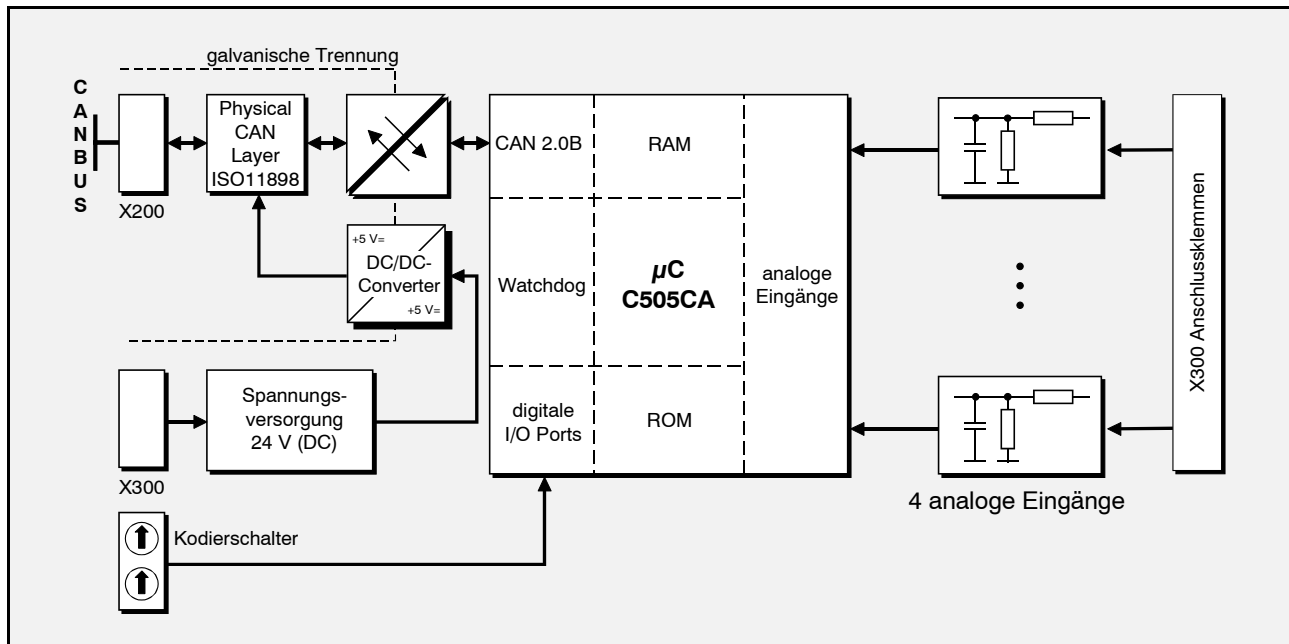 galvanische Trennung
CANBUS
X200
Physical
CAN
Layer
ISO11898
+5 V=
DC/DC-
Converter
+5 V=
X300
Spannungs-
versorgung
24 V (DC)
Kodierschalter
CAN 2.0B
RAM
Watchdog
µC
C505CA
analoge
Eingänge
digitale
I/O Ports
ROM
4 analoge Eingänge
X300 Anschlussklemmen